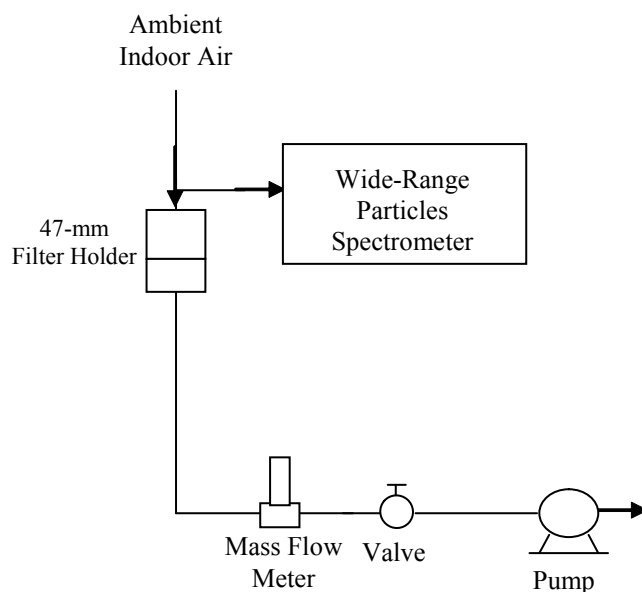 Ambient
Indoor Air
Wide-Range
Particles
Spectrometer
47-mm
Filter Holder
Mass Flow
Meter
Valve
Pump